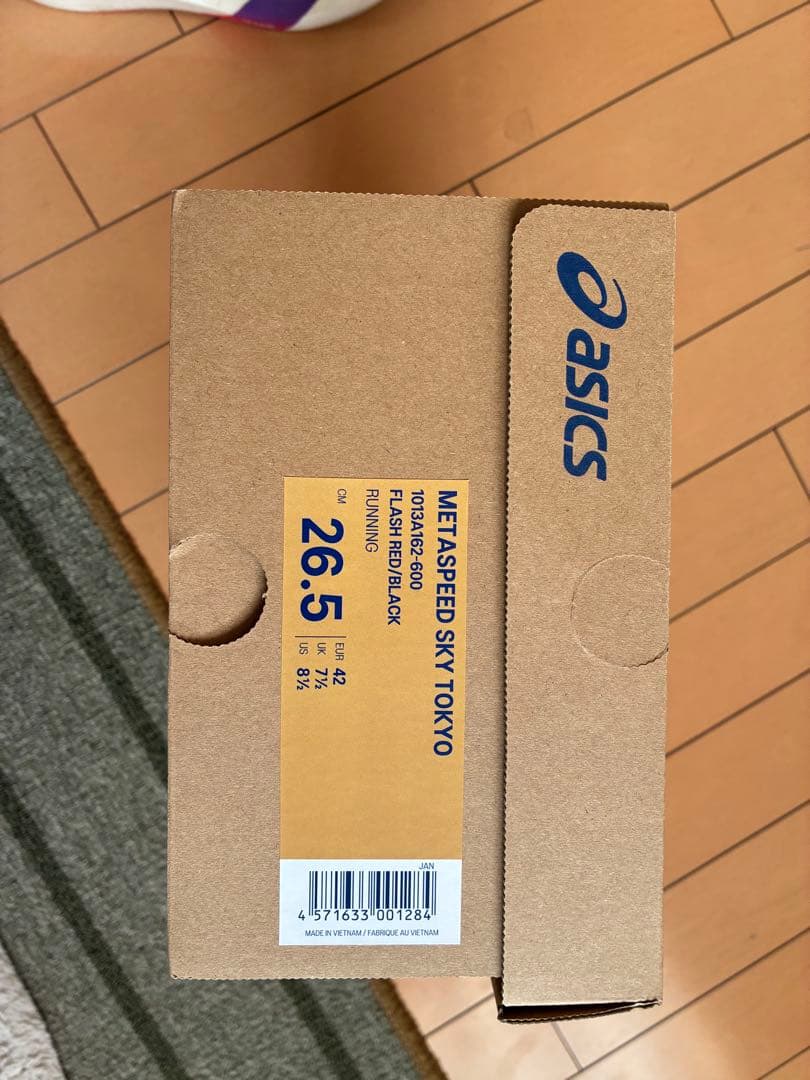 asics
METASPEED SKY TOKYO
1013A162-600
FLASH RED/BLACK
RUNNING
CM 26.5
EUR 42
UK 7½
US 8½
JAN
4 571633 001284
MADE IN VIETNAM / FABRIQUE AU VIETNAM